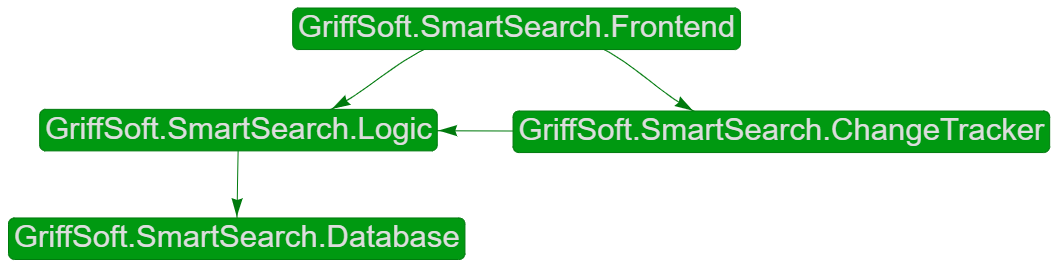 GriffSoft.SmartSearch.Frontend
GriffSoft.SmartSearch.Logic
GriffSoft.SmartSearch.ChangeTracker
GriffSoft.SmartSearch.Database